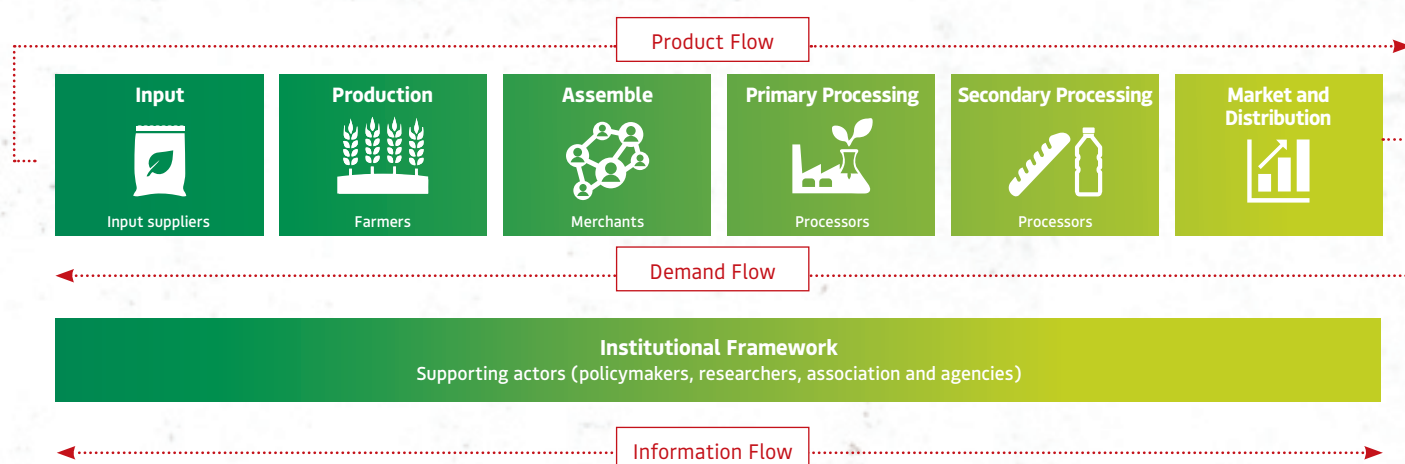 Product Flow
Input
Input suppliers
Production
Farmers
Assemble
Merchants
Primary Processing
Processors
Secondary Processing
Processors
Market and
Distribution
Demand Flow
Institutional Framework
Supporting actors (policymakers, researchers, association and agencies)
Information Flow